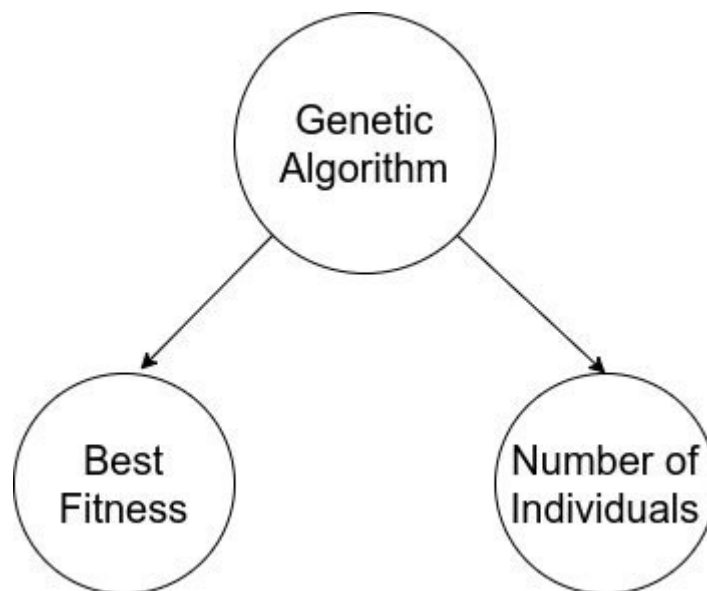 Genetic
Algorithm
Best
Fitness
Number of
Individuals